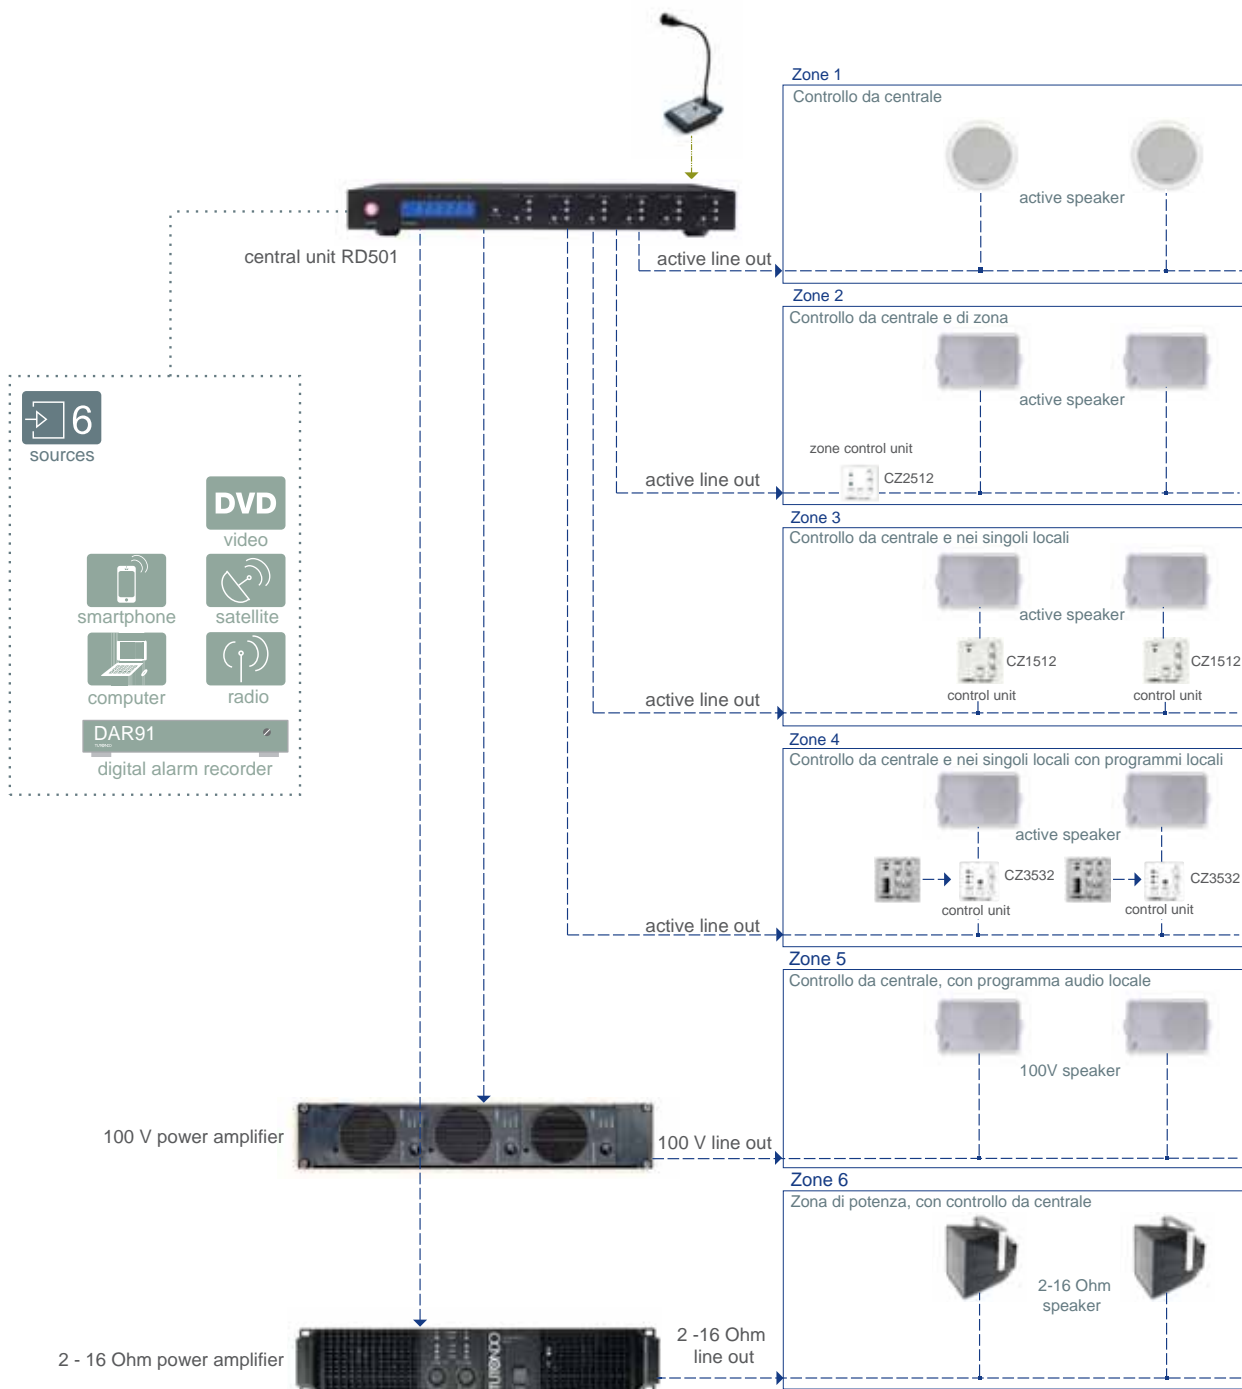 Zone 1
Controllo da centrale
active speaker
central unit RD501
active line out
Zone 2
Controllo da centrale e di zona
active speaker
6
sources
zone control unit
CZ2512
active line out
DVD
video
Zone 3
Controllo da centrale e nei singoli locali
active speaker
smartphone
satellite
CZ1512
CZ1512
computer
radio
control unit
control unit
active line out
DAR91
digital alarm recorder
Zone 4
Controllo da centrale e nei singoli locali con programmi locali
active speaker
CZ3532
CZ3532
control unit
control unit
active line out
Zone 5
Controllo da centrale, con programma audio locale
100V speaker
100 V power amplifier
100 V line out
Zone 6
Zona di potenza, con controllo da centrale
2-16 Ohm
speaker
2 - 16 Ohm power amplifier
TUTONDO
2 -16 Ohm
line out